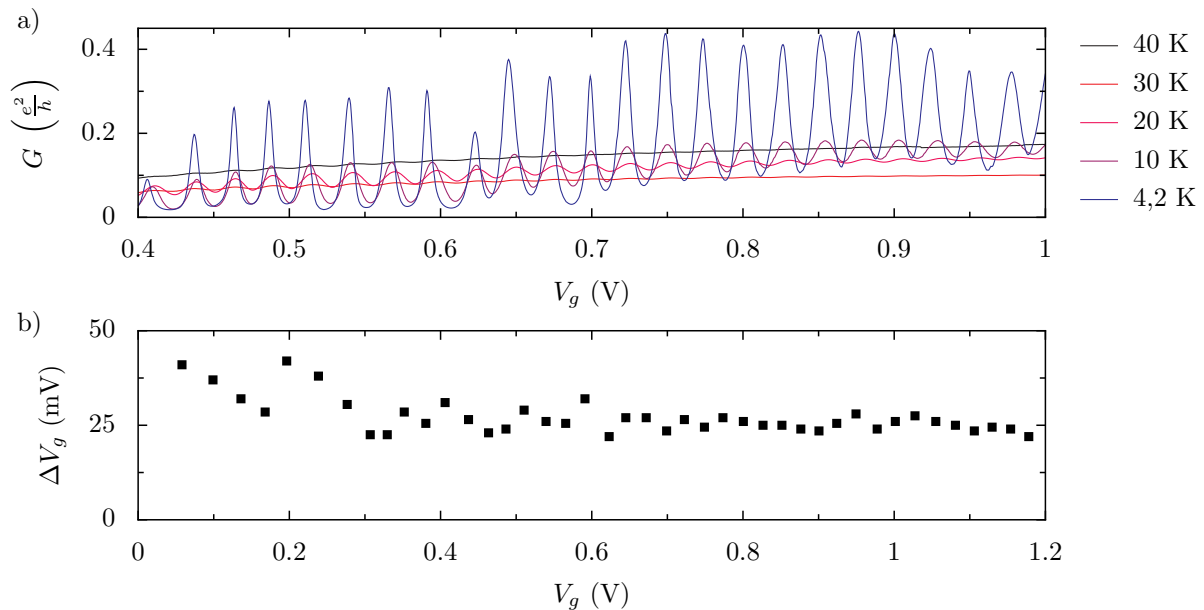 a)
0.4
0.2
0
G (e²/h)
0.4 0.5 0.6 0.7 0.8 0.9 1
V_g (V)
40 K
30 K
20 K
10 K
4,2 K
b)
50
25
0
ΔV_g (mV)
0 0.2 0.4 0.6 0.8 1 1.2
V_g (V)